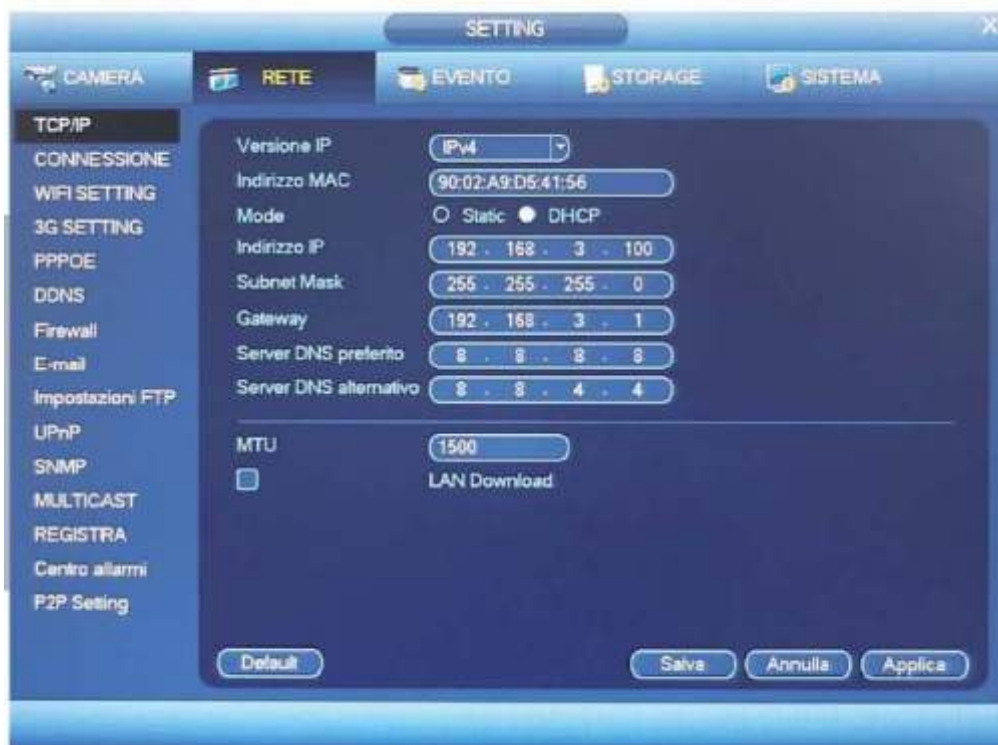 SETTING
X
CAMERA
RETE
EVENTO
STORAGE
SISTEMA
TCP/IP
CONNESSIONE
WIFI SETTING
3G SETTING
PPPOE
DDNS
Firewall
E-mail
Impostazioni FTP
UPnP
SNMP
MULTICAST
REGISTRA
Centro allarmi
P2P Setting
Versione IP IPv4
Indirizzo MAC 90:02:A9:D5:41:56
Mode Static DHCP
Indirizzo IP 192 . 168 . 3 . 100
Subnet Mask 255 . 255 . 255 . 0
Gateway 192 . 168 . 3 . 1
Server DNS preferito 8 . 8 . 8 . 8
Server DNS alternativo 8 . 8 . 4 . 4
MTU 1500
LAN Download
Default
Salva
Annulla
Applica